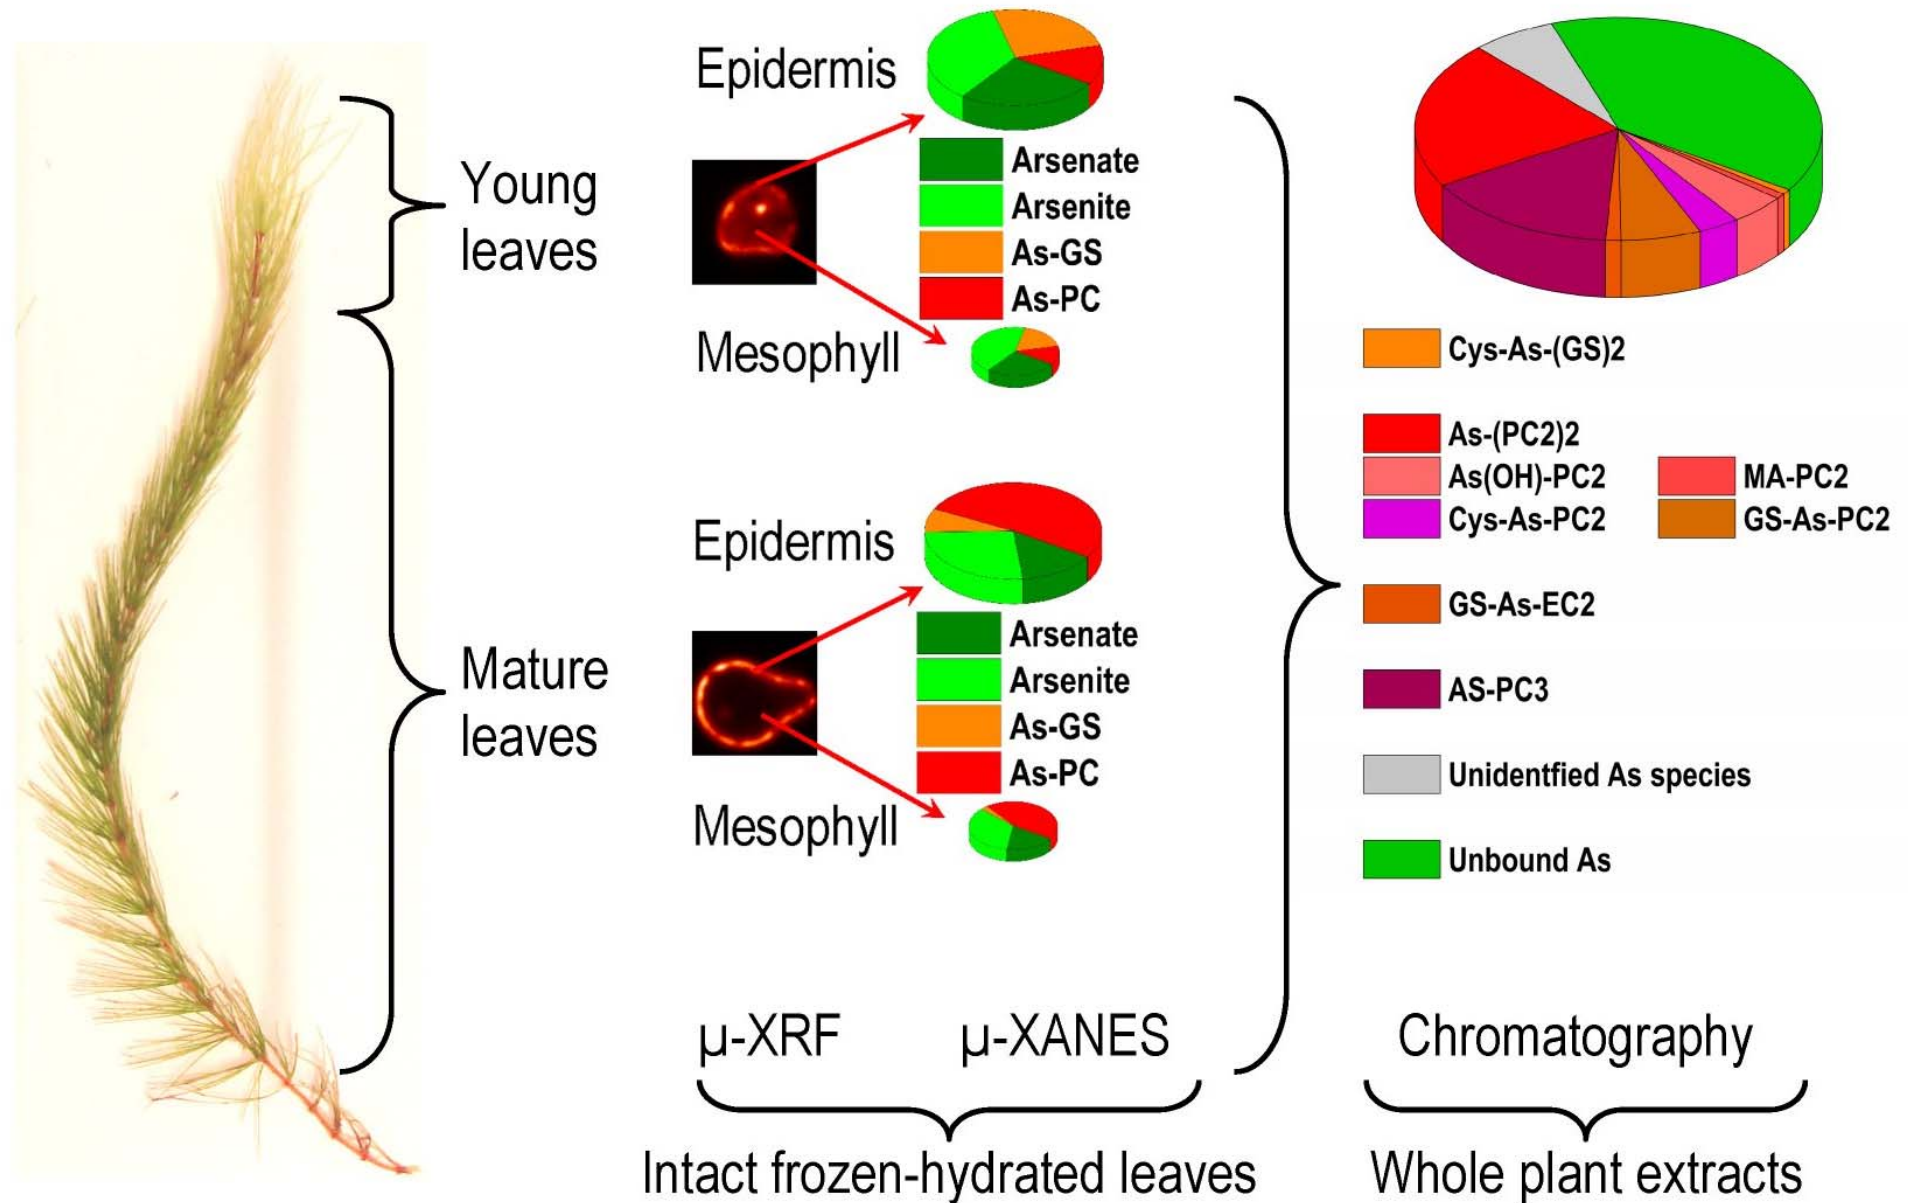 Young
leaves
Mature
leaves
Epidermis
Arsenate
Arsenite
As-GS
As-PC
Mesophyll
Epidermis
Arsenate
Arsenite
As-GS
As-PC
Mesophyll
µ-XRF
µ-XANES
Intact frozen-hydrated leaves
Cys-As-(GS)2
As-(PC2)2
As(OH)-PC2
MA-PC2
Cys-As-PC2
GS-As-PC2
GS-As-EC2
AS-PC3
Unidentfied As species
Unbound As
Chromatography
Whole plant extracts